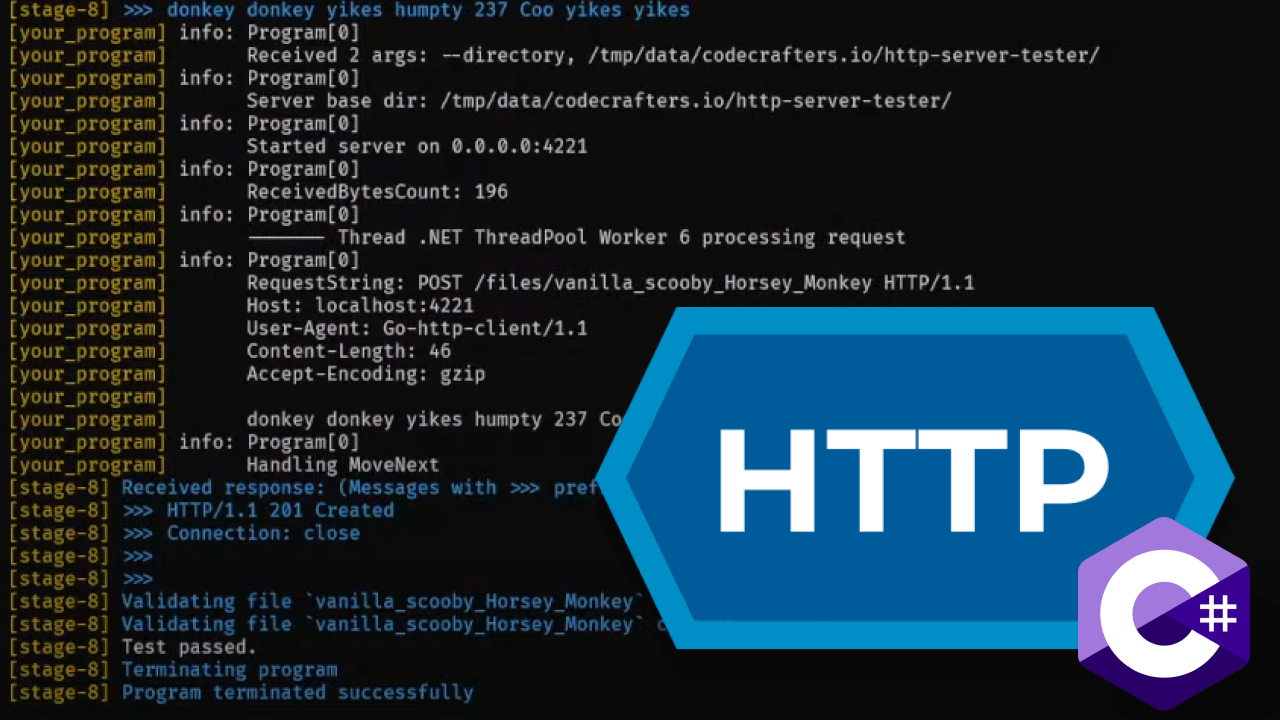 [stage-8] >>> donkey donkey yikes humpty 237 Coo yikes yikes
[your_program] info: Program[0]
[your_program]       Received 2 args: --directory, /tmp/data/codecrafters.io/http-server-tester/
[your_program] info: Program[0]
[your_program]       Server base dir: /tmp/data/codecrafters.io/http-server-tester/
[your_program] info: Program[0]
[your_program]       Started server on 0.0.0.0:4221
[your_program] info: Program[0]
[your_program]       ReceivedBytesCount: 196
[your_program] info: Program[0]
[your_program]       ------- Thread .NET ThreadPool Worker 6 processing request
[your_program] info: Program[0]
[your_program]       RequestString: POST /files/vanilla_scooby_Horsey_Monkey HTTP/1.1
[your_program]       Host: localhost:4221
[your_program]       User-Agent: Go-http-client/1.1
[your_program]       Content-Length: 46
[your_program]       Accept-Encoding: gzip
[your_program]
[your_program]       donkey donkey yikes humpty 237 Co
[your_program] info: Program[0]
[your_program]       Handling MoveNext
[stage-8] Received response: (Messages with >>> pref
[stage-8] >>> HTTP/1.1 201 Created
[stage-8] >>> Connection: close
[stage-8] >>>
[stage-8] >>>
[stage-8] Validating file `vanilla_scooby_Horsey_Monkey`
[stage-8] Validating file `vanilla_scooby_Horsey_Monkey`
[stage-8] Test passed.
[stage-8] Terminating program
[stage-8] Program terminated successfully
HTTP
C#